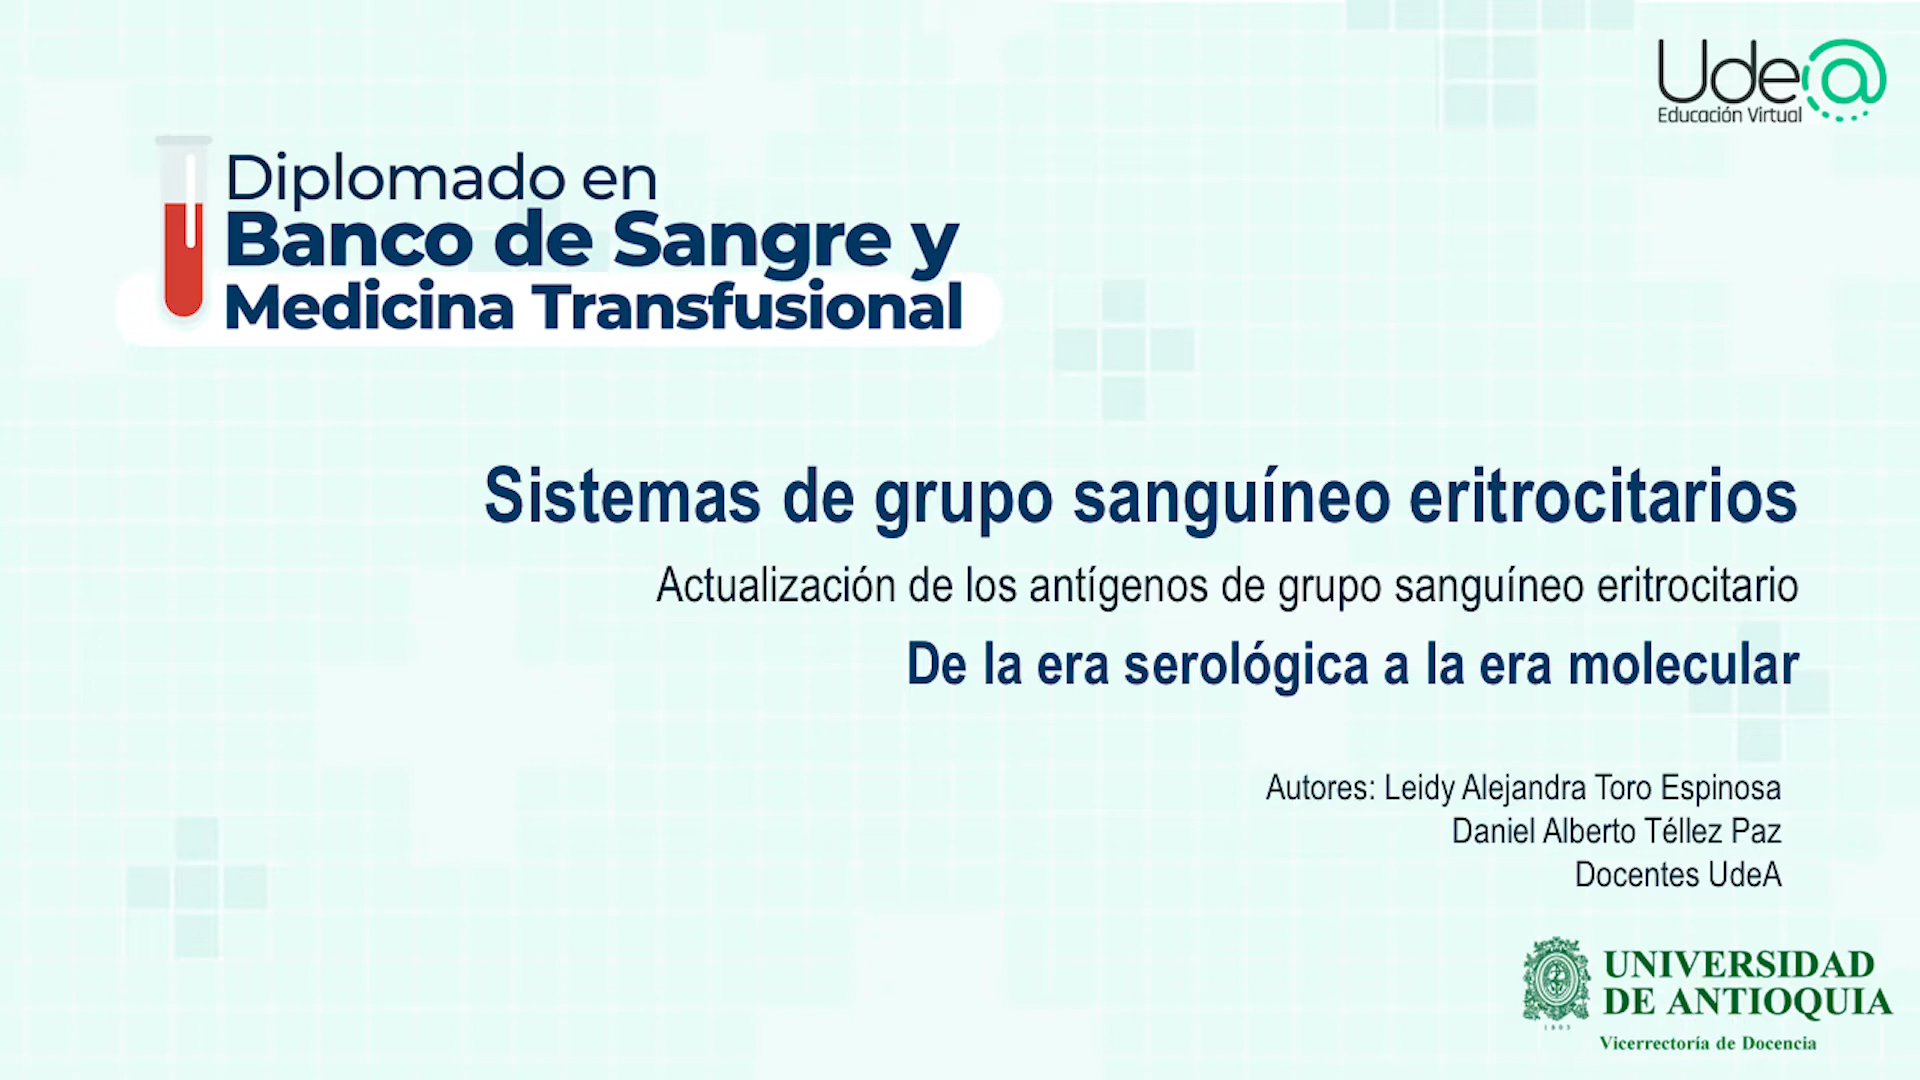 Ude@
Educación Virtual
Diplomado en
Banco de Sangre y
Medicina Transfusional
Sistemas de grupo sanguíneo eritrocitarios
Actualización de los antígenos de grupo sanguíneo eritrocitario
De la era serológica a la era molecular
Autores: Leidy Alejandra Toro Espinosa
Daniel Alberto Téllez Paz
Docentes UdeA
1803
UNIVERSIDAD
DE ANTIOQUIA
Vicerrectoría de Docencia